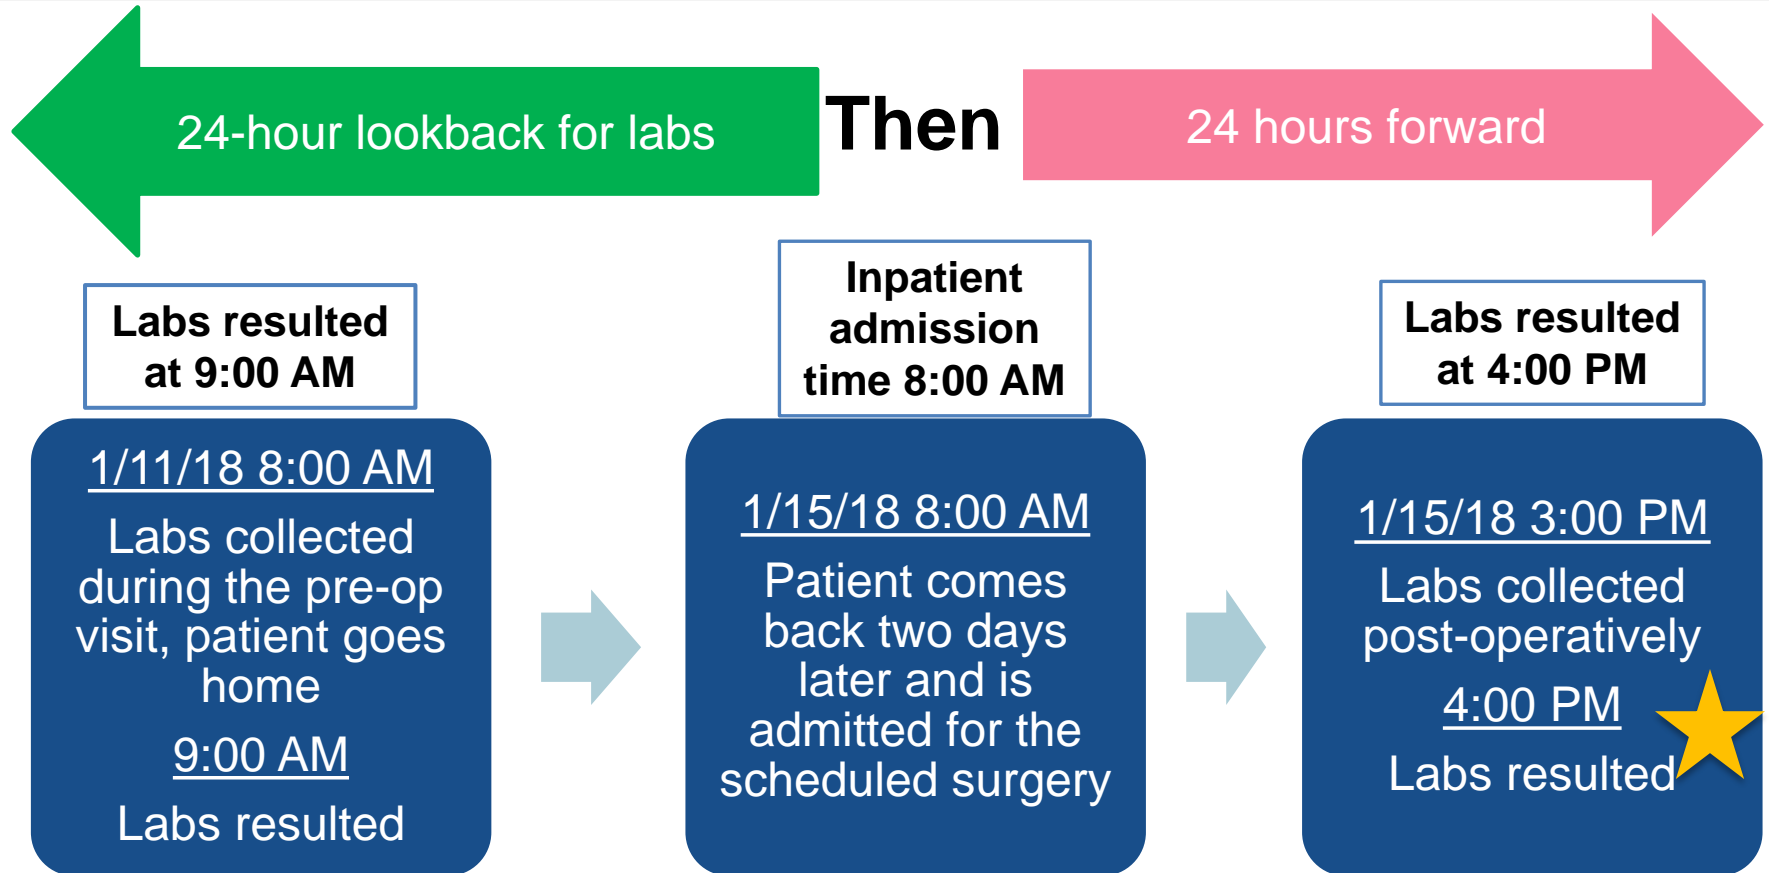 24-hour lookback for labs
Then
24 hours forward
Labs resulted
at 9:00 AM
Inpatient
admission
time 8:00 AM
Labs resulted
at 4:00 PM
1/11/18 8:00 AM
Labs collected
during the pre-op
visit, patient goes
home
9:00 AM
Labs resulted
1/15/18 8:00 AM
Patient comes
back two days
later and is
admitted for the
scheduled surgery
1/15/18 3:00 PM
Labs collected
post-operatively
4:00 PM
Labs resulted